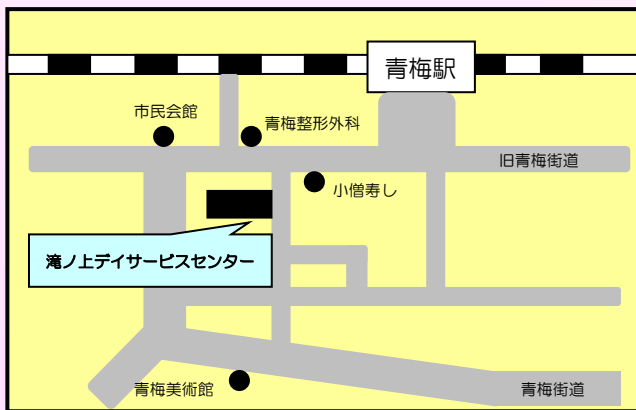 青梅駅
市民会館
青梅整形外科
旧青梅街道
小僧寿し
滝ノ上デイサービスセンター
青梅美術館
青梅街道